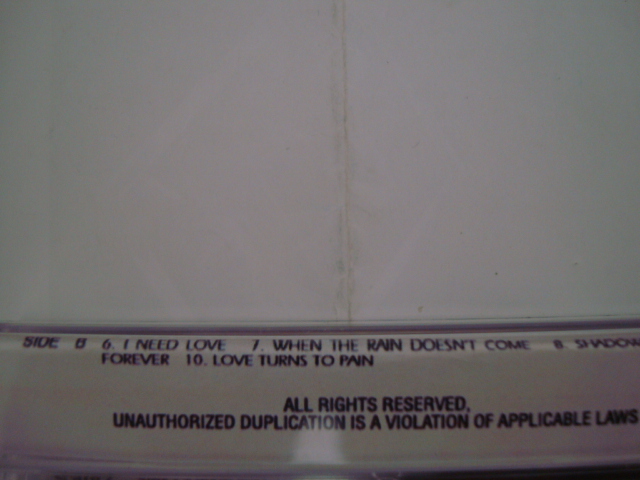 SIDE B 6. I NEED LOVE 7. WHEN THE RAIN DOESN'T COME 8. SHADOW
FOREVER 10. LOVE TURNS TO PAIN
ALL RIGHTS RESERVED,
UNAUTHORIZED DUPLICATION IS A VIOLATION OF APPLICABLE LAWS